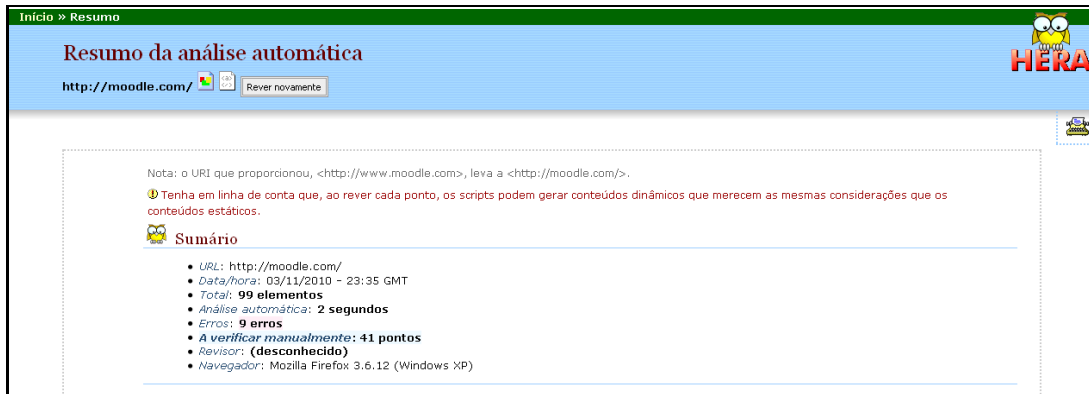 Início » Resumo
Resumo da análise automática
HERA
http://moodle.com/ Rever novamente
Nota: o URI que proporcionou, <http://www.moodle.com>, leva a <http://moodle.com/>.
Tenha em linha de conta que, ao rever cada ponto, os scripts podem gerar conteúdos dinâmicos que merecem as mesmas considerações que os
conteúdos estáticos.
Sumário
• URL: http://moodle.com/
• Data/hora: 03/11/2010 - 23:35 GMT
• Total: 99 elementos
• Análise automática: 2 segundos
• Erros: 9 erros
• A verificar manualmente: 41 pontos
• Revisor: (desconhecido)
• Navegador: Mozilla Firefox 3.6.12 (Windows XP)